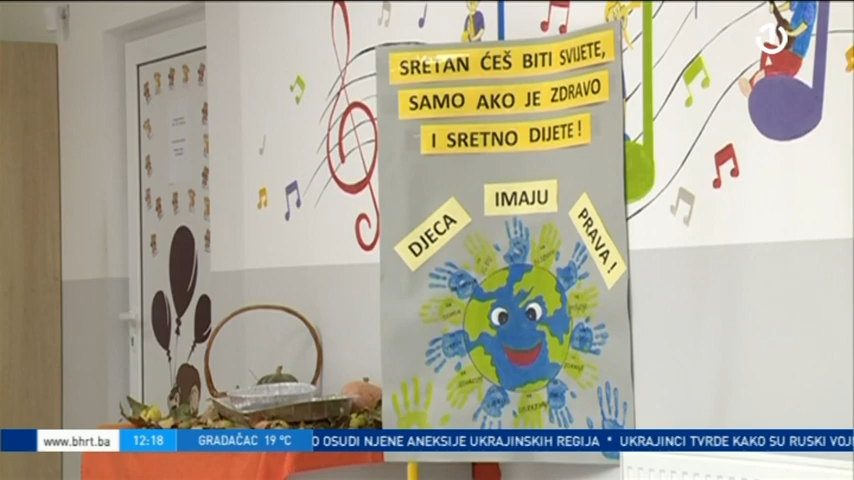 SRETAN ĆEŠ BITI SVIJETE,
SAMO AKO JE ZDRAVO
I SRETNO DIJETE!
DJECA
IMAJU
PRAVA!
www.bhrt.ba
12:18
GRADAČAC 19 °C
O OSUDI NJENE ANEKSIJE UKRAJINSKIH REGIJA * UKRAJINCI TVRDE KAKO SU RUSKI VOJ